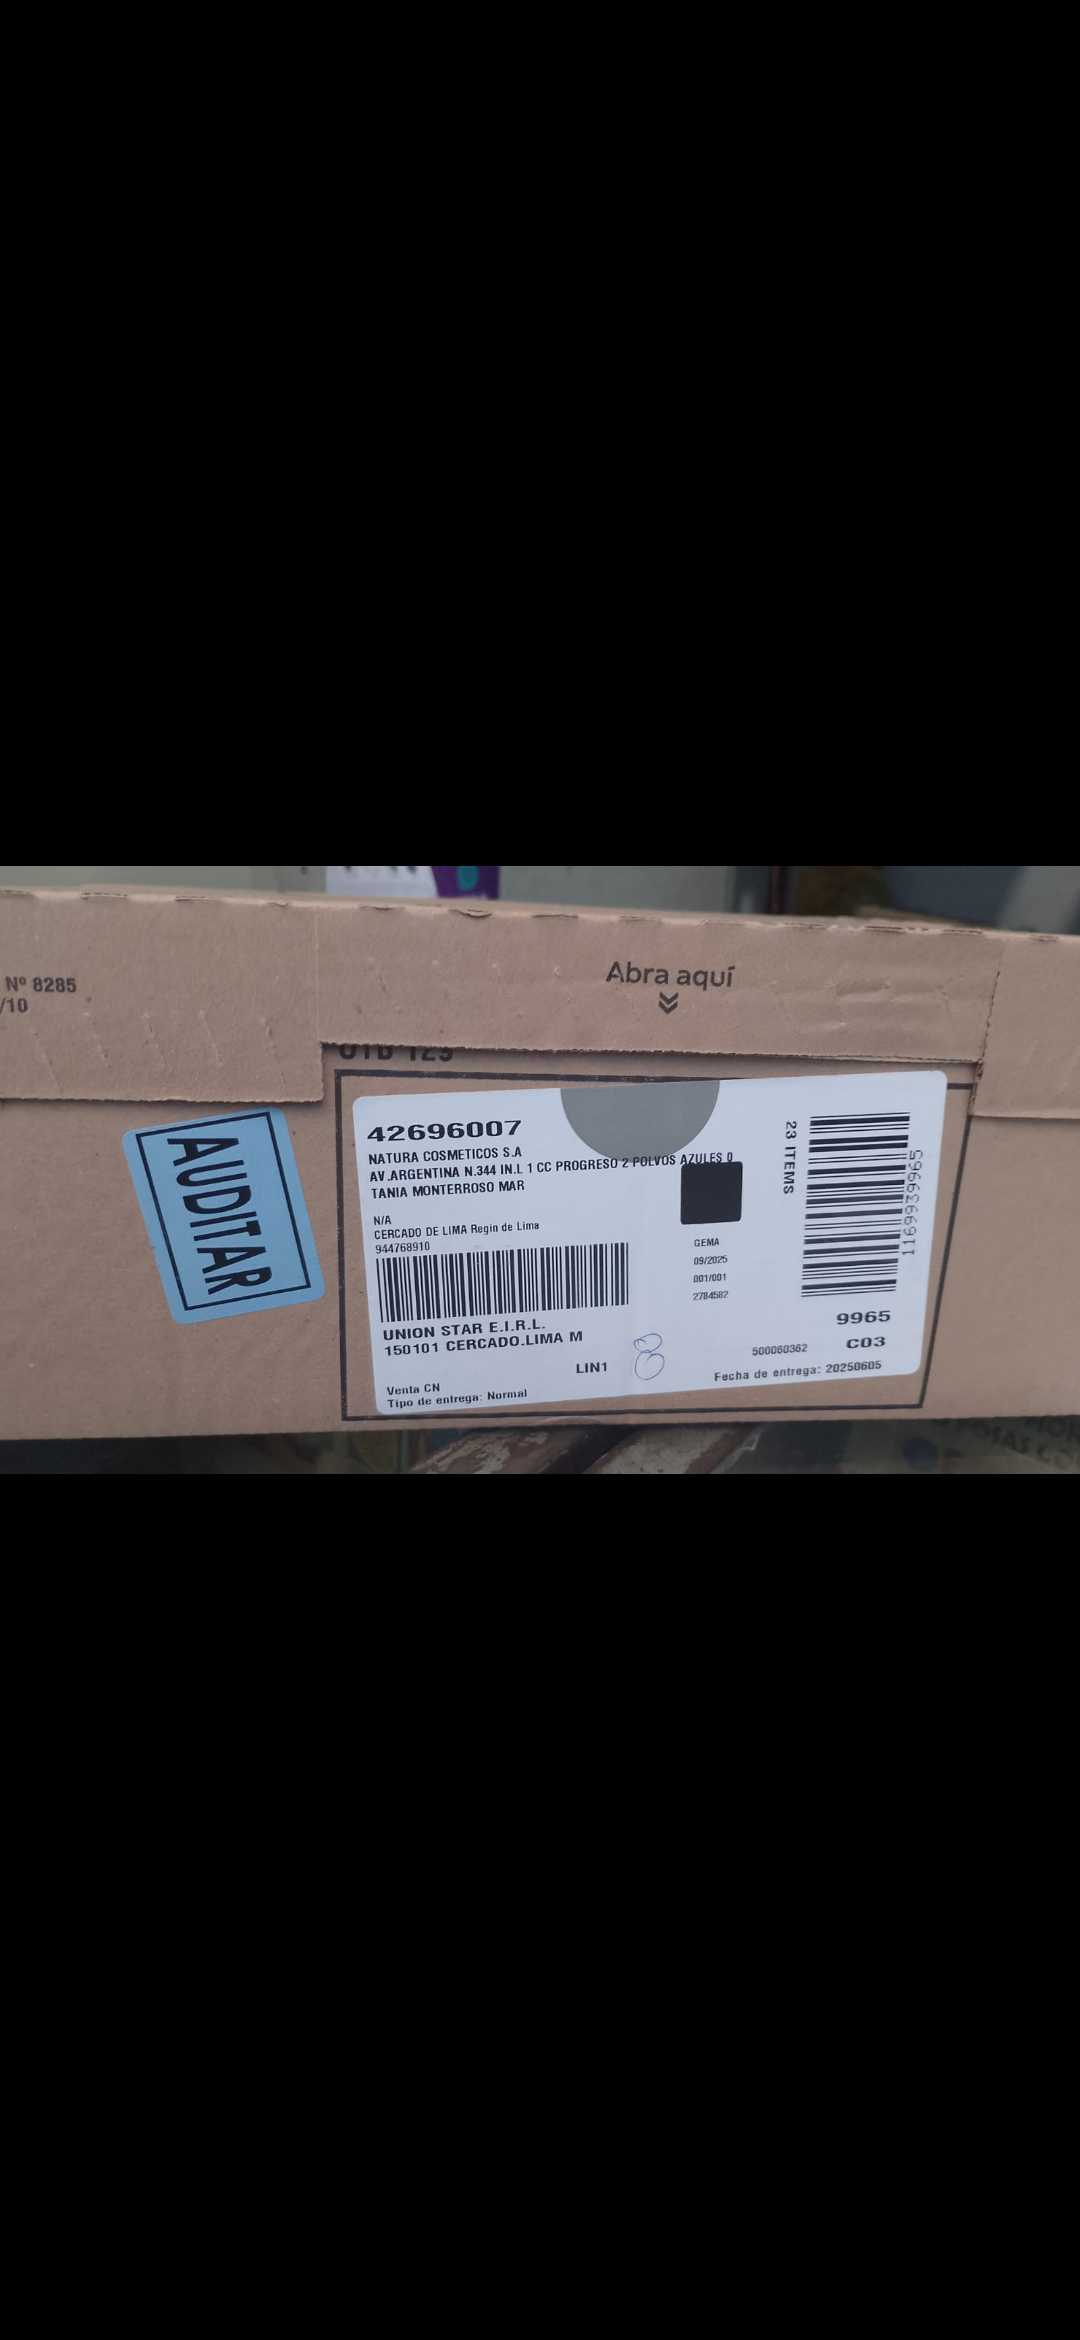 Nº 8285
/10
Abra aquí
AUDITAR
42696007
NATURA COSMETICOS S.A
AV.ARGENTINA N.344 IN.L 1 CC PROGRESO 2 POLVOS AZULES 0
TANIA MONTERROSO MAR
N/A
CERCADO DE LIMA Regin de Lima
944768910
UNION STAR E.I.R.L.
150101 CERCADO.LIMA M
LIN1
8
Venta CN
Tipo de entrega: Normal
GEMA
09/2025
001/001
2784582
23 ITEMS
1169939965
9965
500060362
C03
Fecha de entrega: 20250605